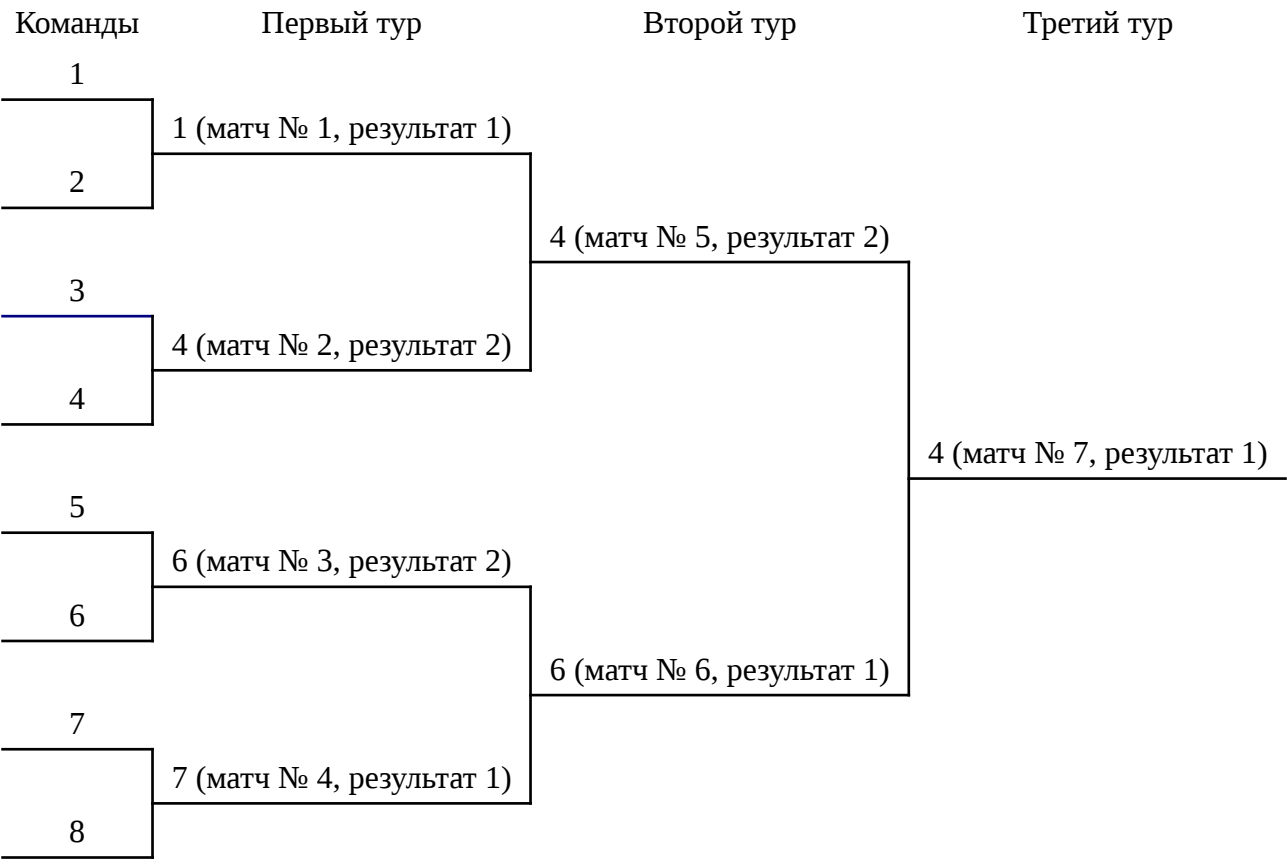 Команды Первый тур Второй тур Третий тур
1
1 (матч № 1, результат 1)
2
4 (матч № 5, результат 2)
3
4 (матч № 2, результат 2)
4
4 (матч № 7, результат 1)
5
6 (матч № 3, результат 2)
6
6 (матч № 6, результат 1)
7
7 (матч № 4, результат 1)
8